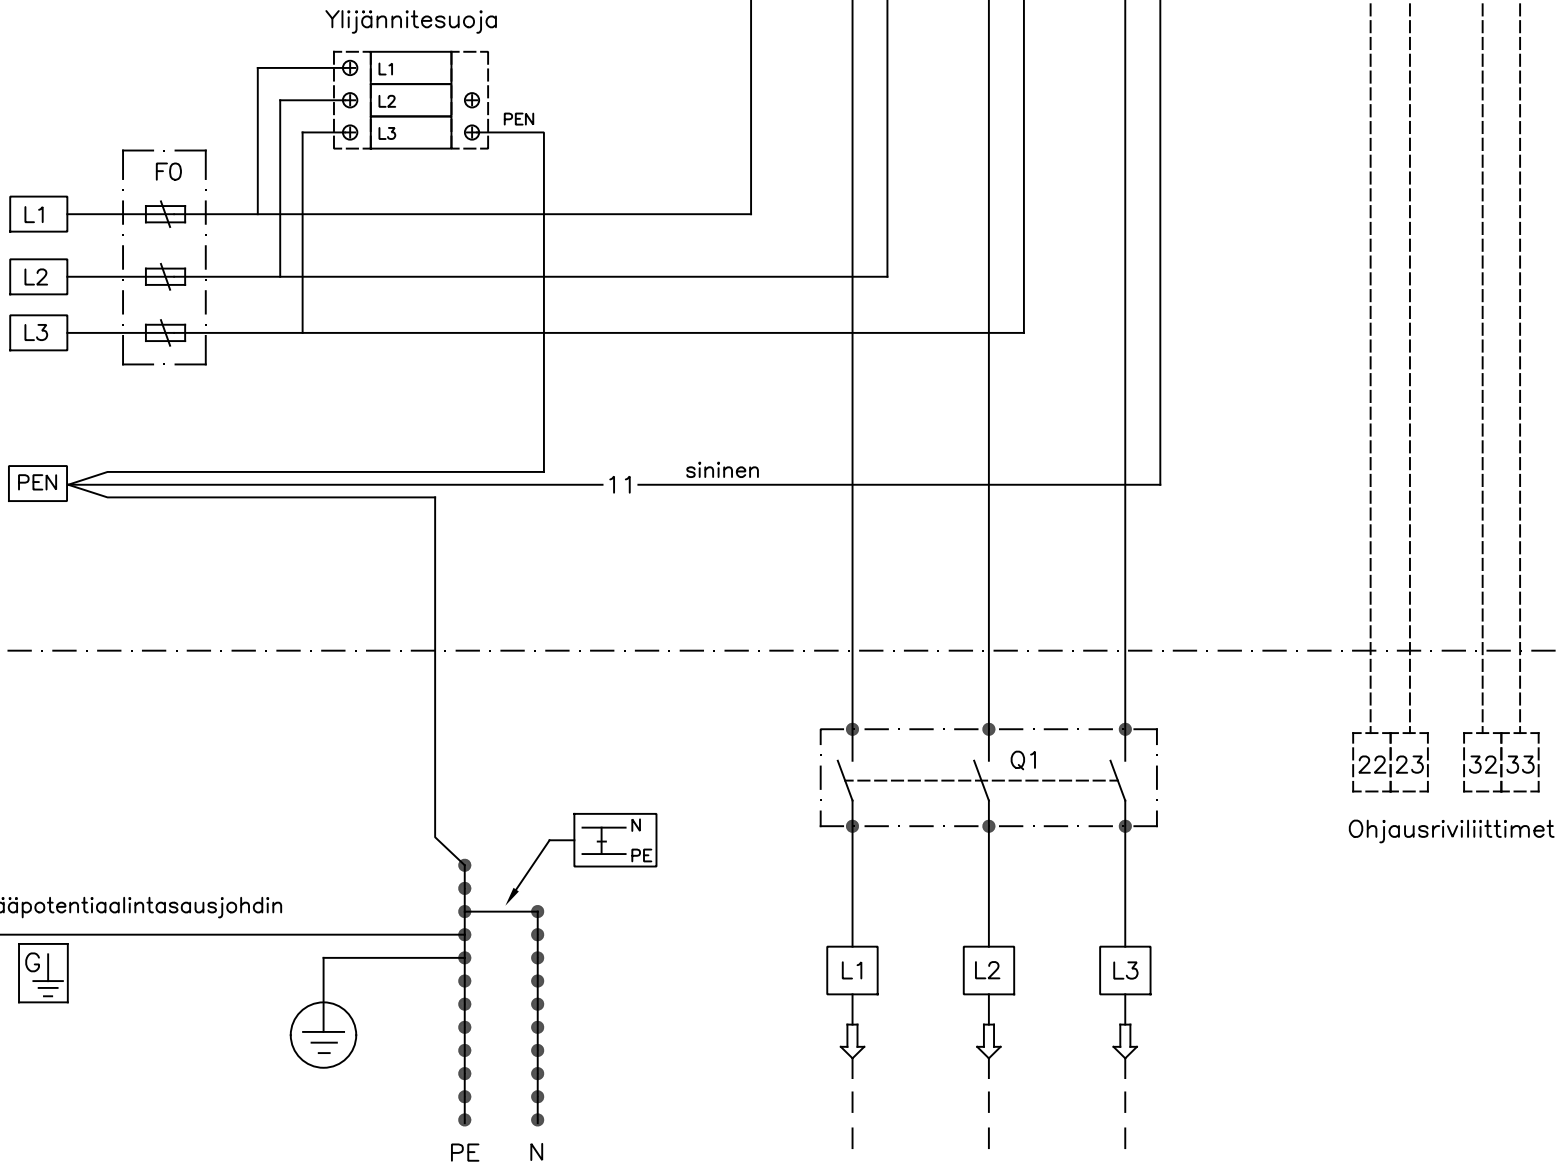 Ylijännitesuoja
L1
L2
L3
PEN
F0
L1
L2
L3
PEN
11
sininen
Q1
22 23 32 33
Ohjausriviliittimet
N
PE
ääpotentiaalintasausjohdin
G
L1 L2 L3
PE N